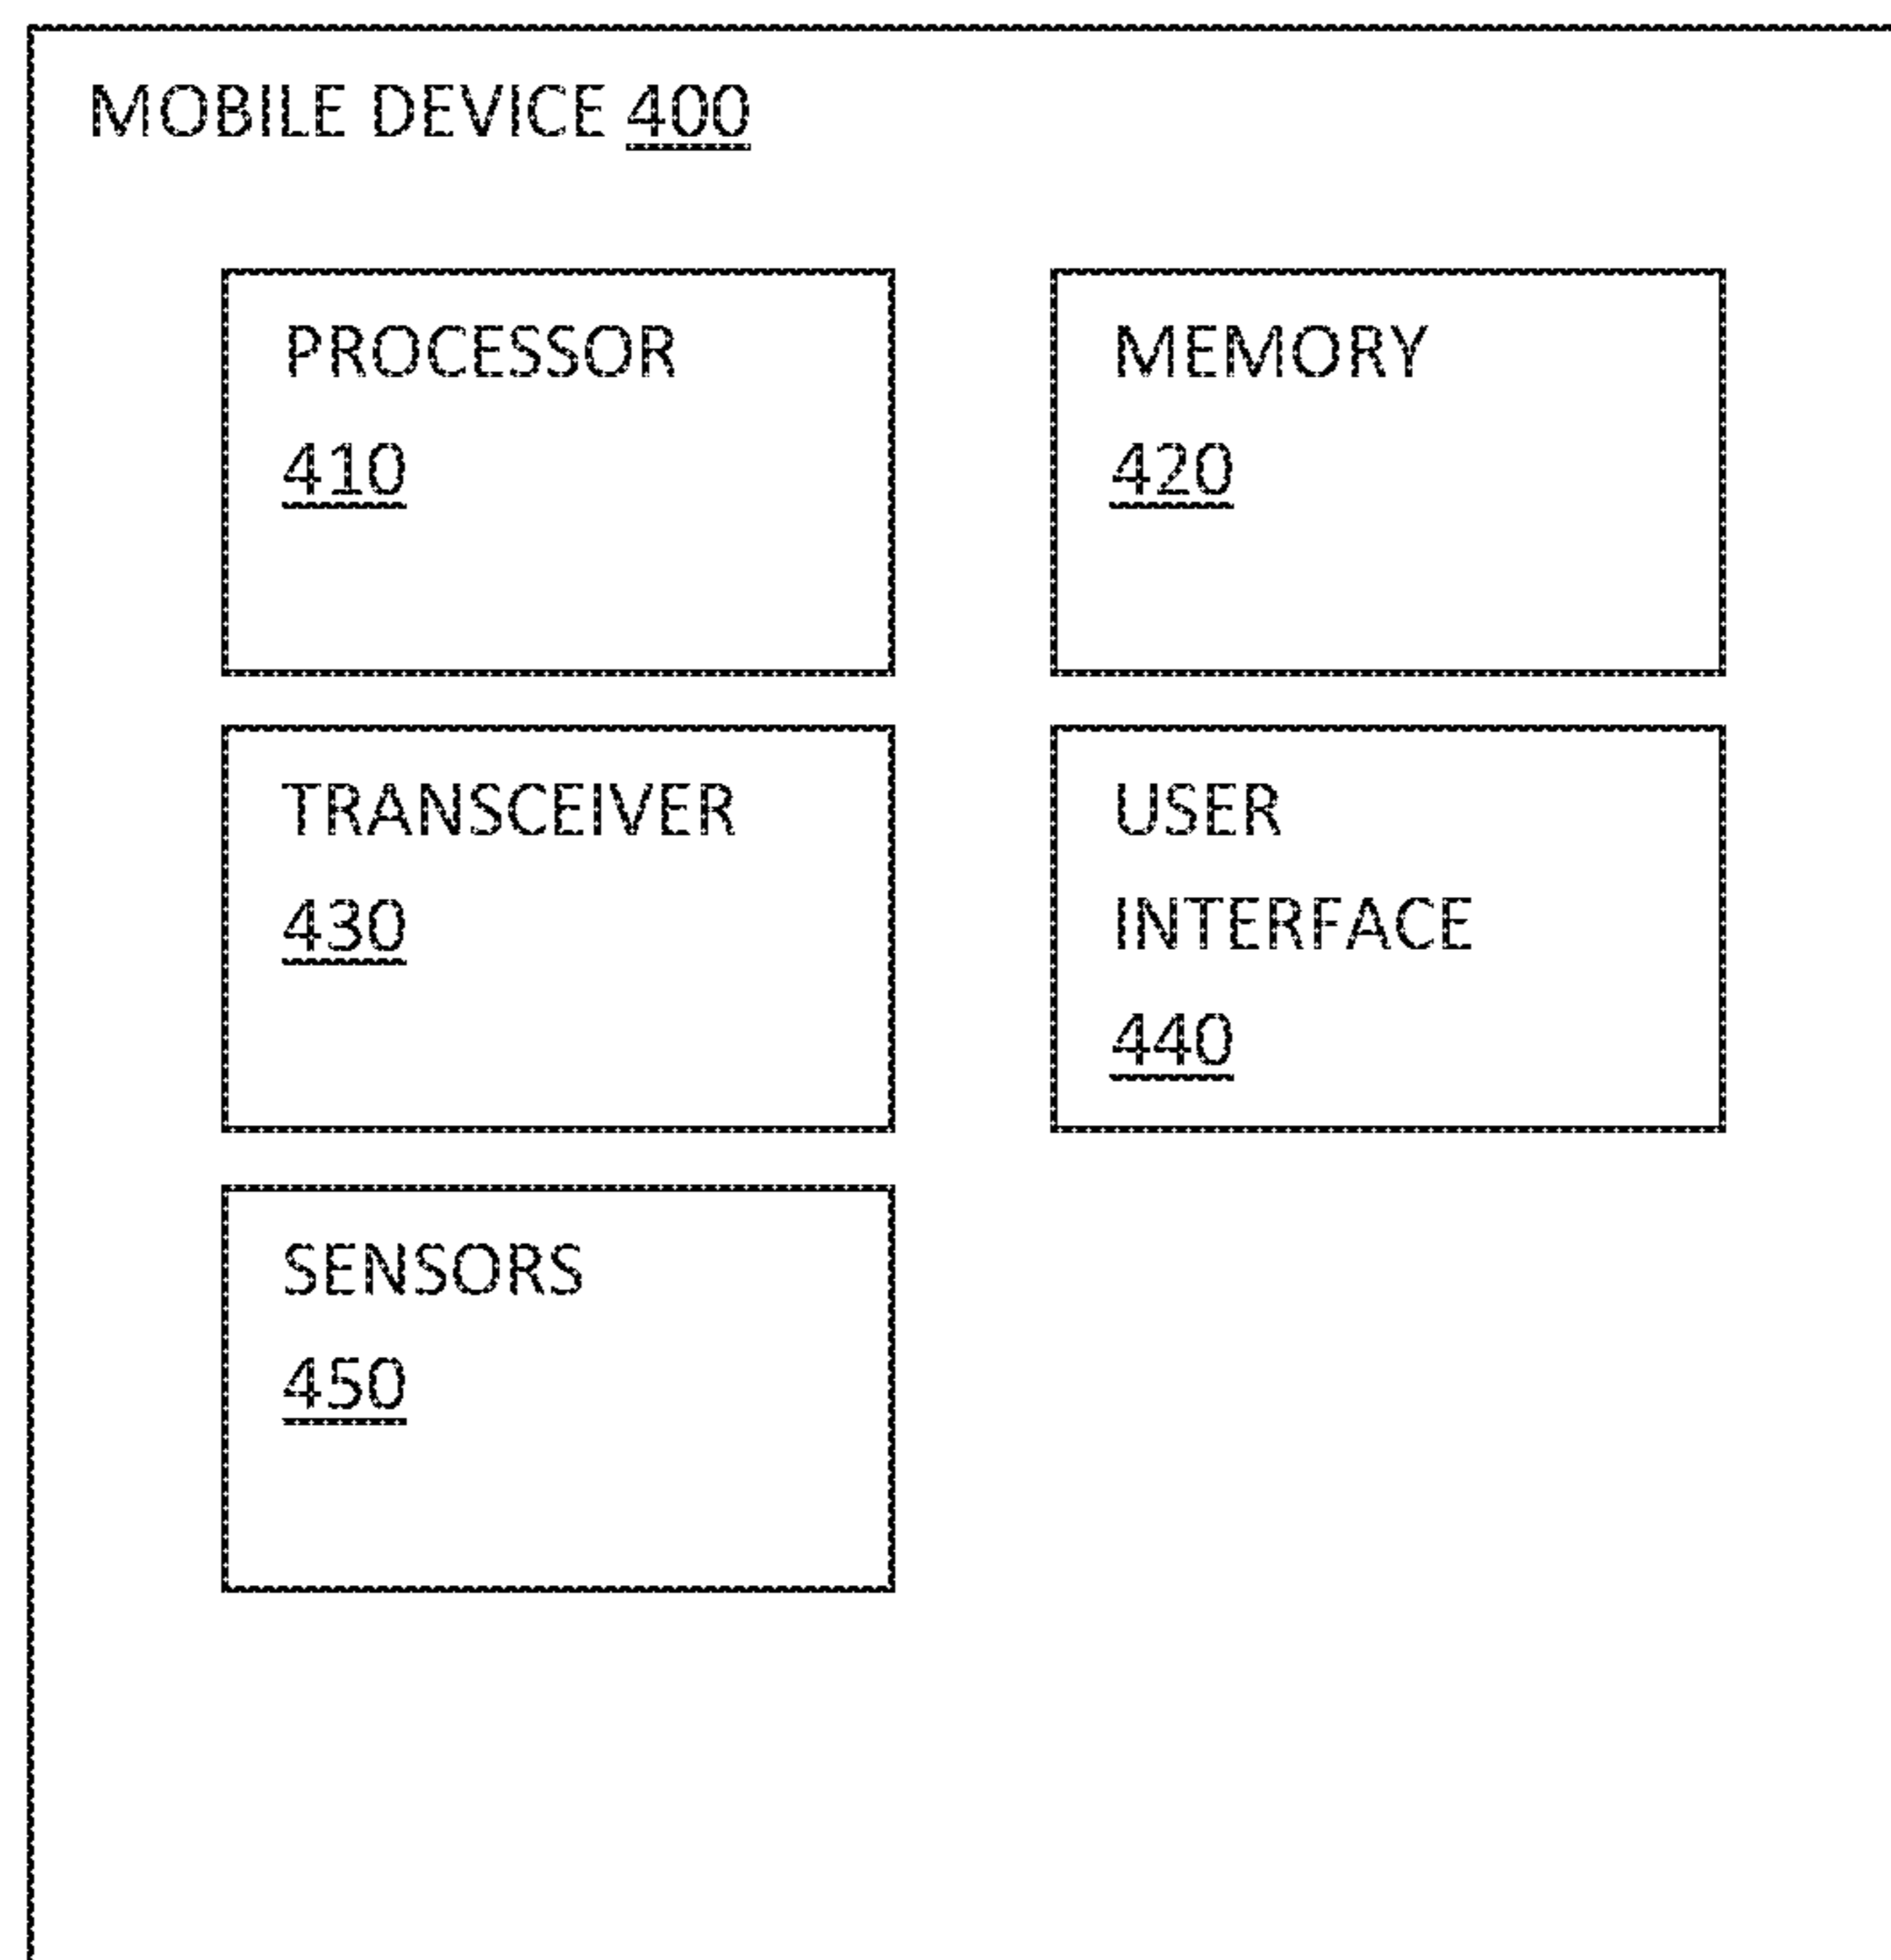 MOBILE DEVICE 400
PROCESSOR
410
MEMORY
420
TRANSCEIVER
430
USER
INTERFACE
440
SENSORS
450